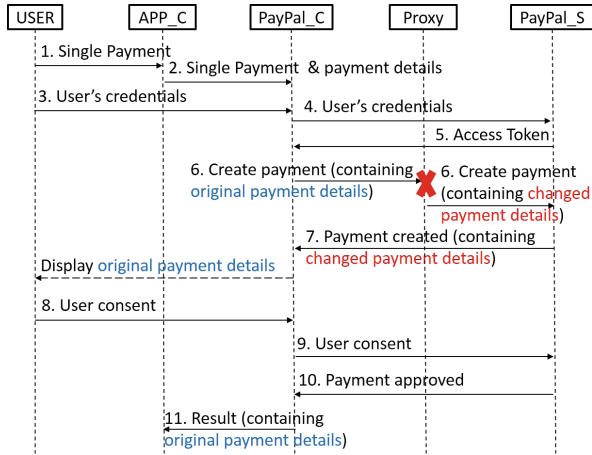 USER APP_C PayPal_C Proxy PayPal_S
1. Single Payment
2. Single Payment & payment details
3. User's credentials
4. User's credentials
5. Access Token
6. Create payment (containing
original payment details)
6. Create payment
(containing changed
payment details)
7. Payment created (containing
changed payment details)
Display original payment details
8. User consent
9. User consent
10. Payment approved
11. Result (containing
original payment details)